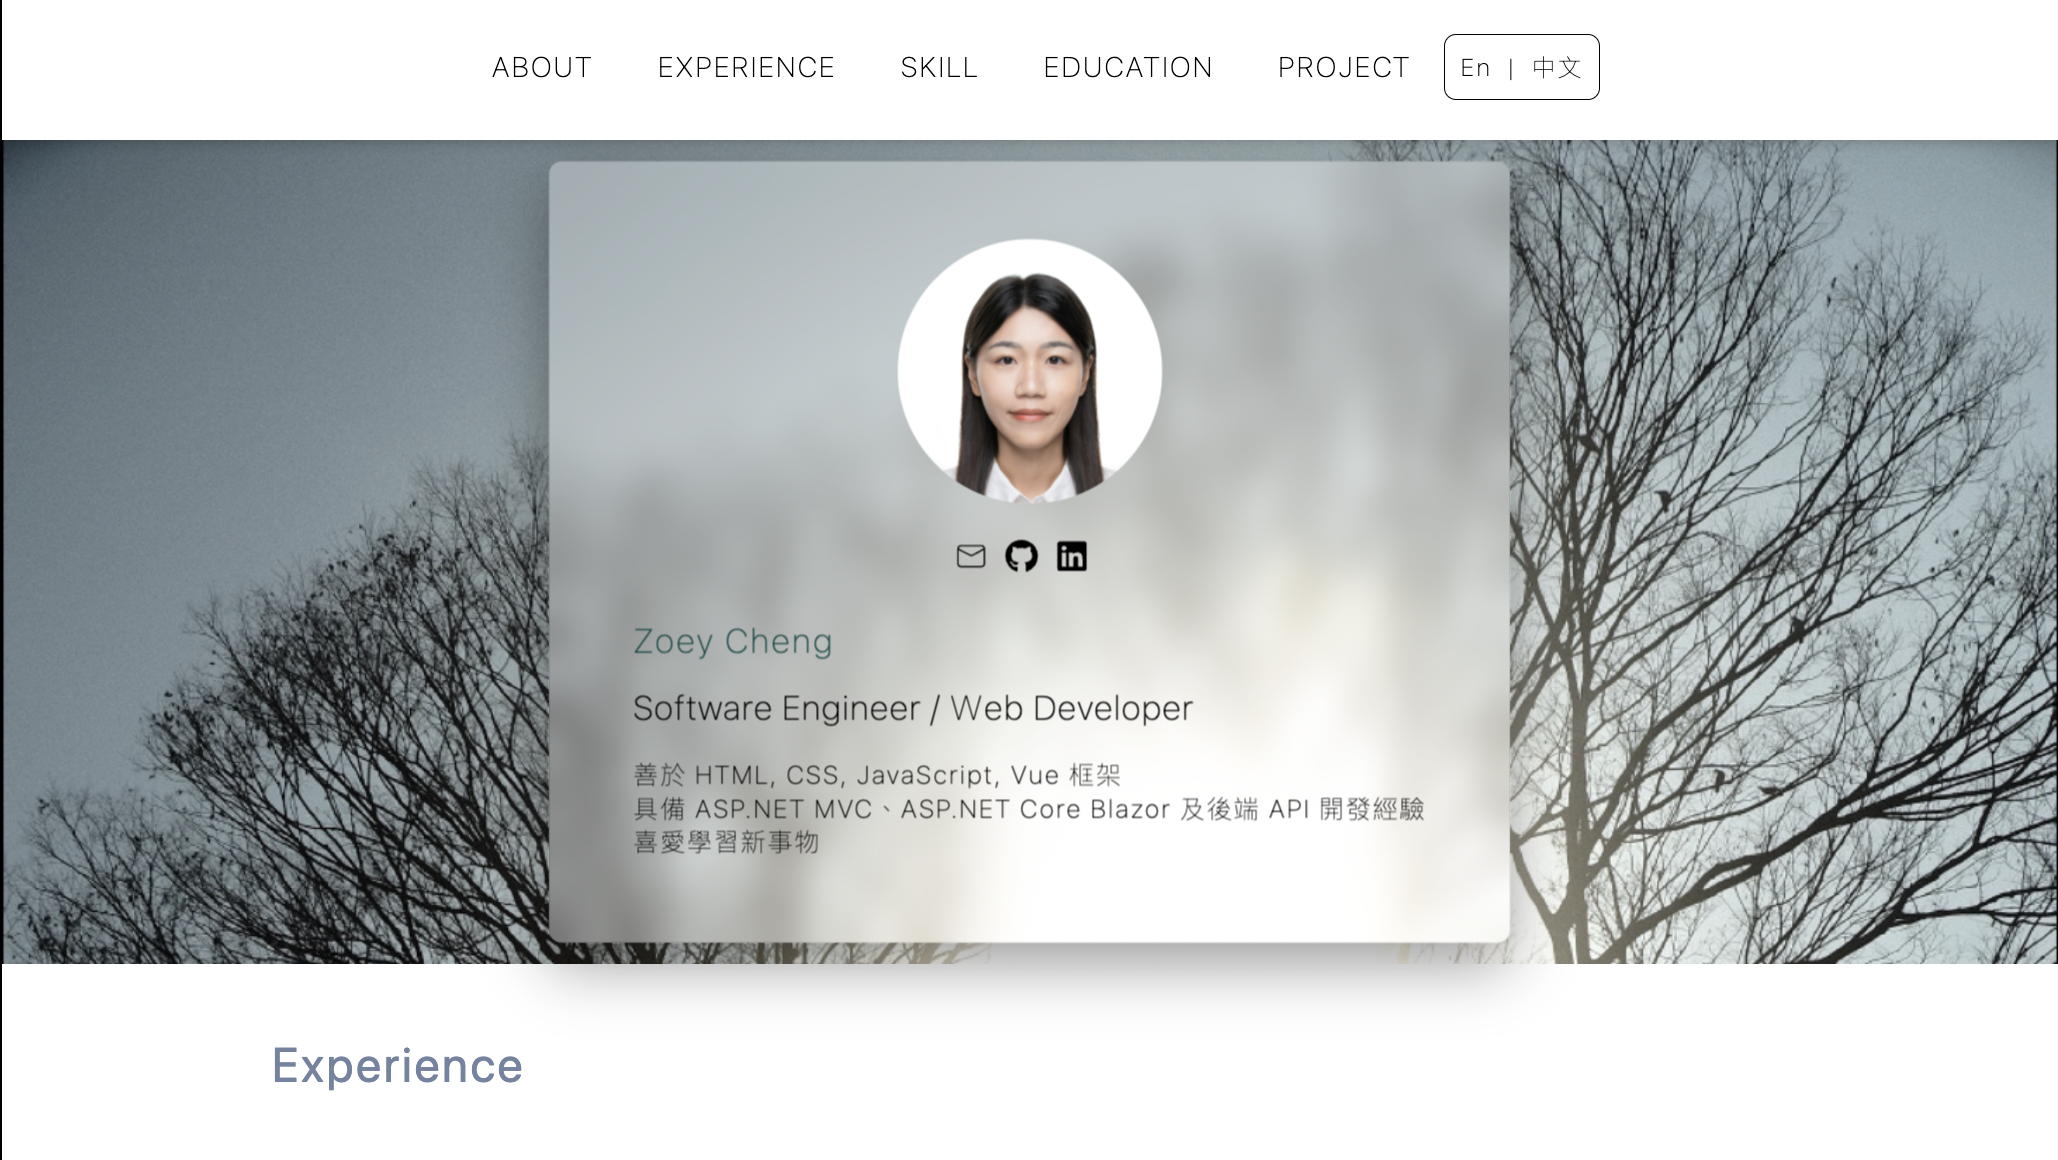 ABOUT EXPERIENCE SKILL EDUCATION PROJECT En | 中文
in
Zoey Cheng
Software Engineer / Web Developer
善於 HTML, CSS, JavaScript, Vue 框架
具備 ASP.NET MVC、ASP.NET Core Blazor 及後端 API 開發經驗
喜愛學習新事物
Experience